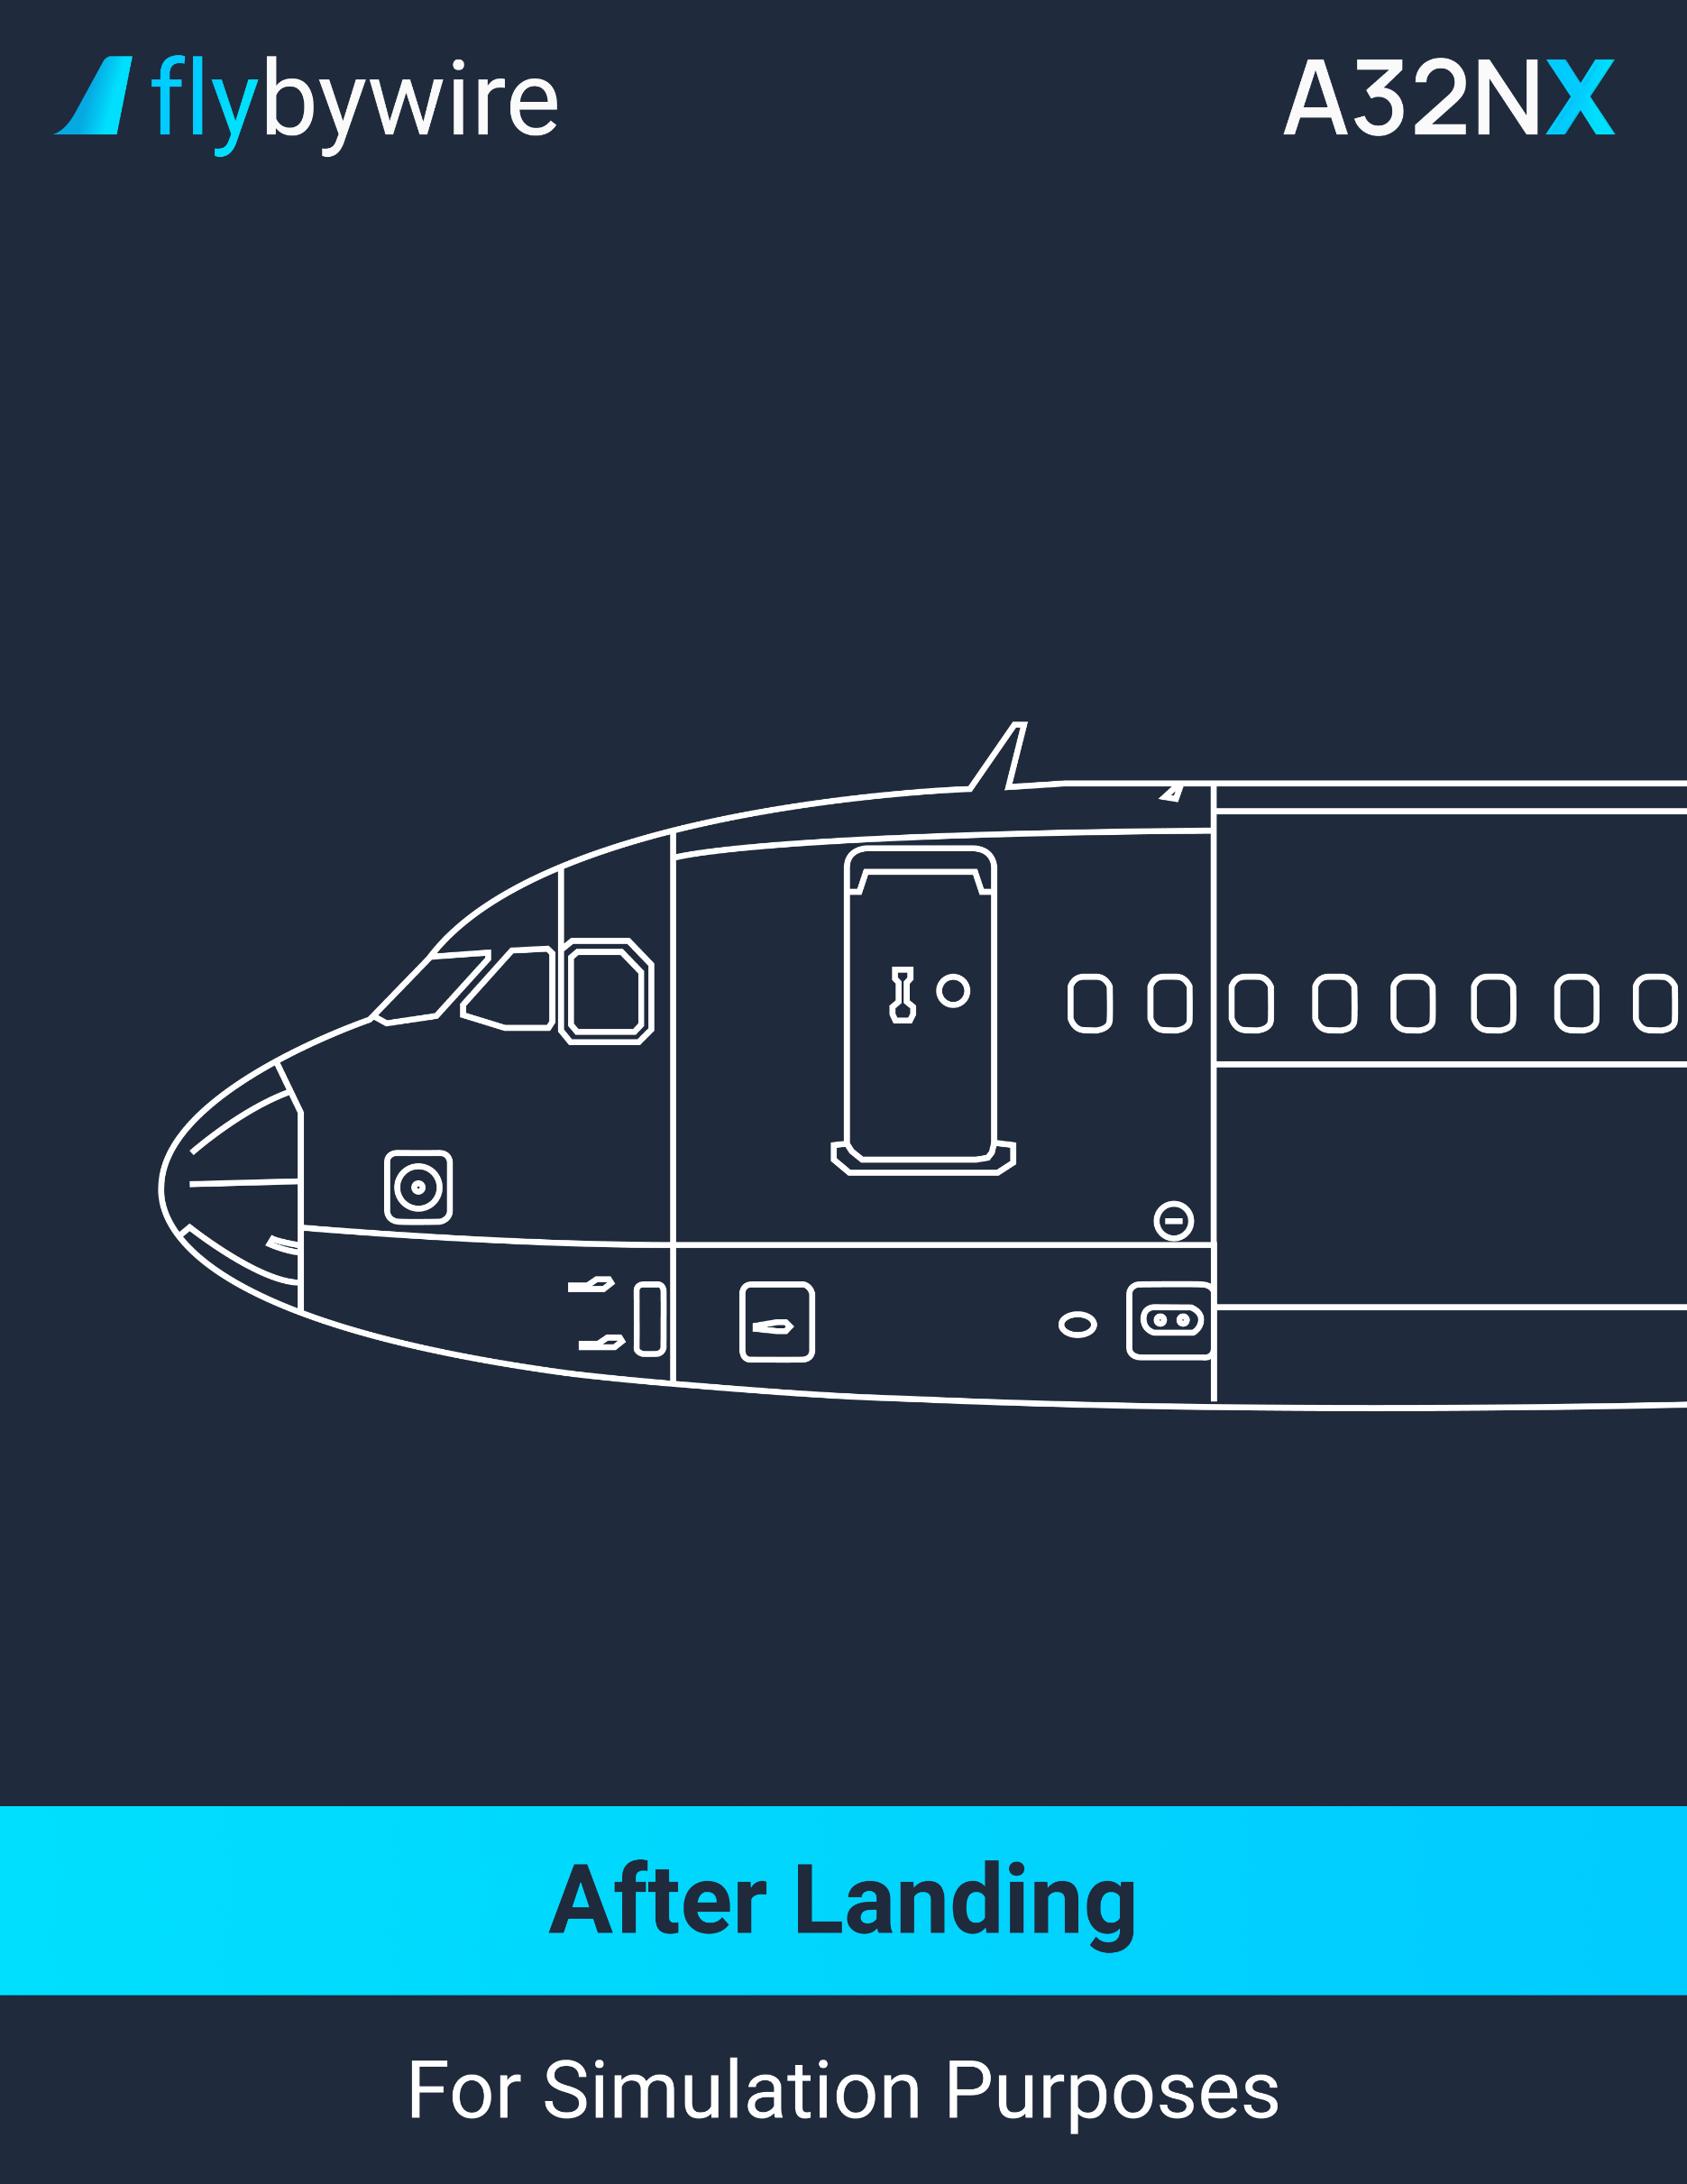 flybywire
A32NX
After Landing
For Simulation Purposes